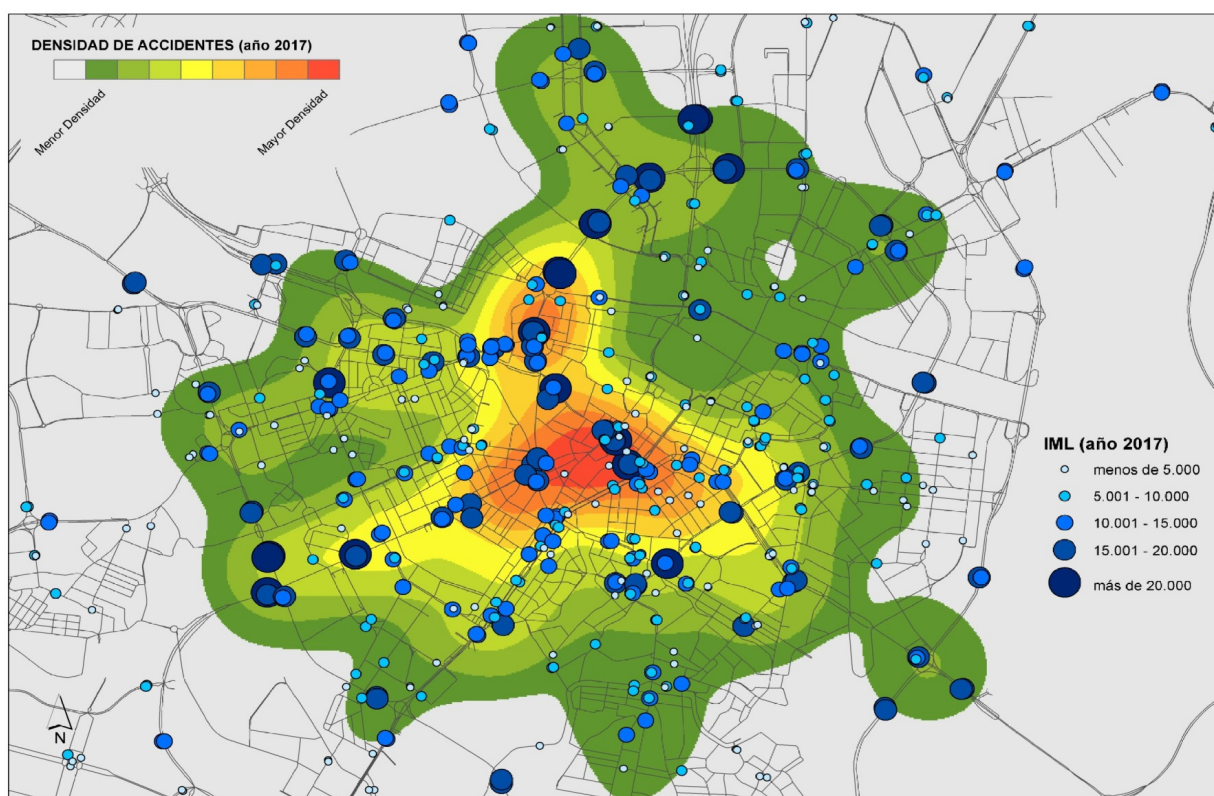 DENSIDAD DE ACCIDENTES (año 2017)
Menor Densidad
Mayor Densidad
IML (año 2017)
menos de 5.000
5.001 - 10.000
10.001 - 15.000
15.001 - 20.000
más de 20.000
N